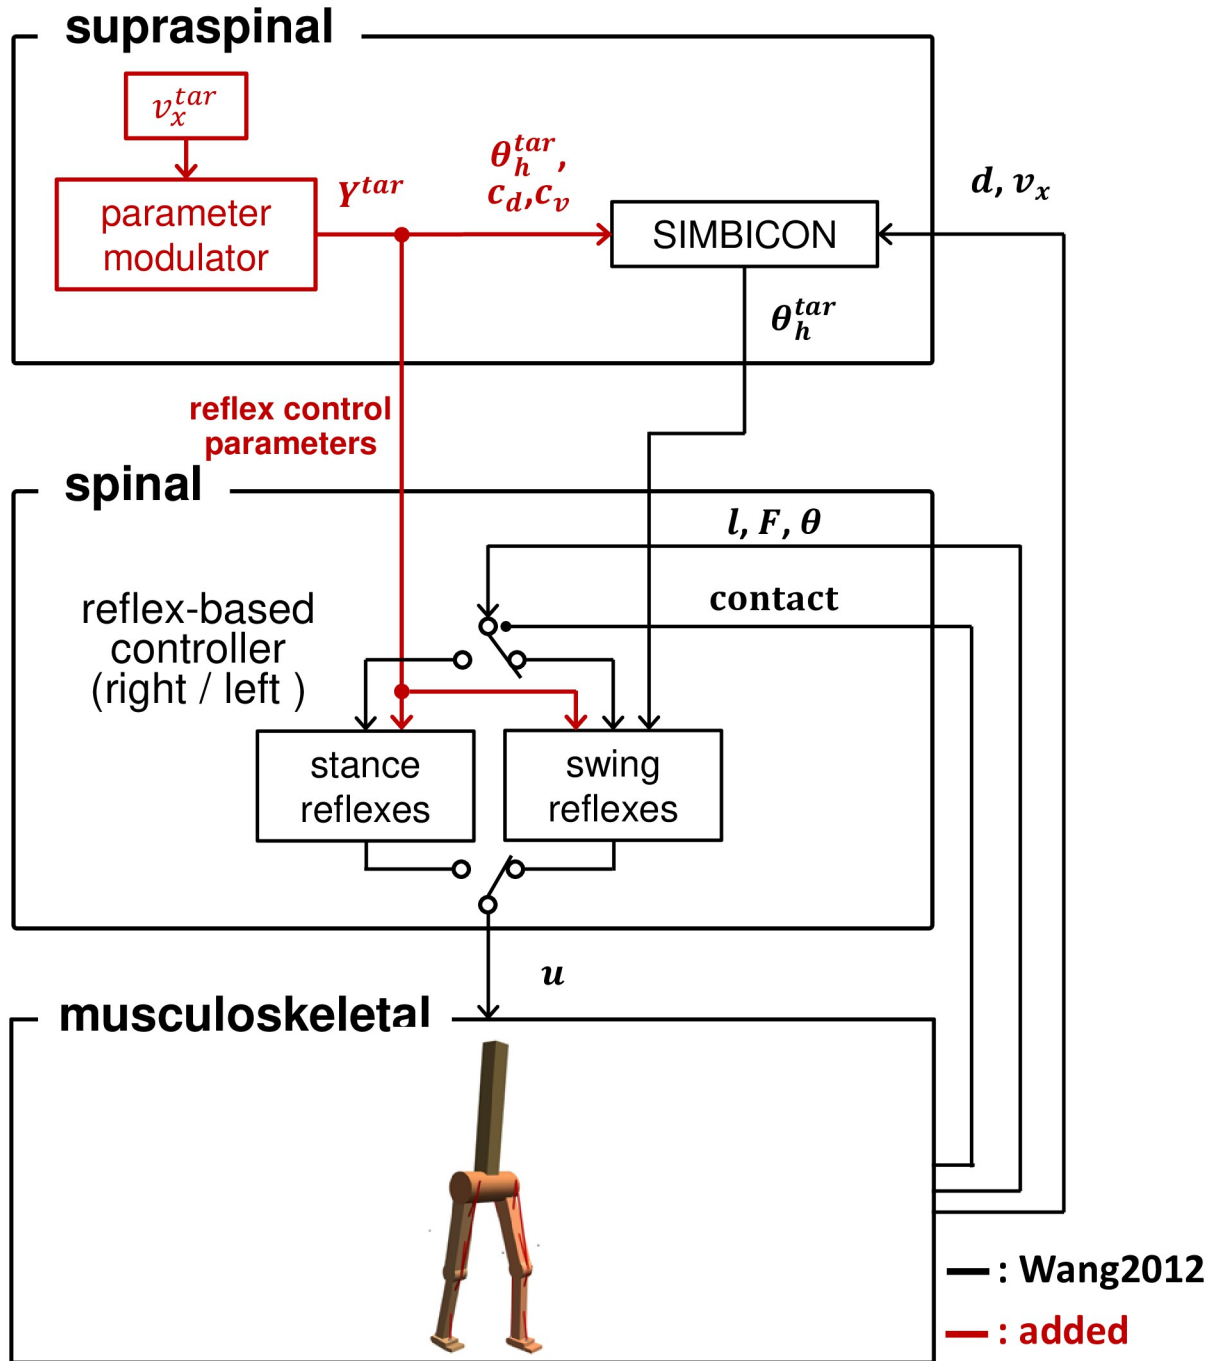 supraspinal
v_x^{tar}
parameter
modulator
Y^{tar}
θ_h^{tar},
c_d,c_v
SIMBICON
d, v_x
θ_h^{tar}
reflex control
parameters
spinal
l, F, θ
contact
reflex-based
controller
(right / left )
stance
reflexes
swing
reflexes
u
musculoskeletal
: Wang2012
: added